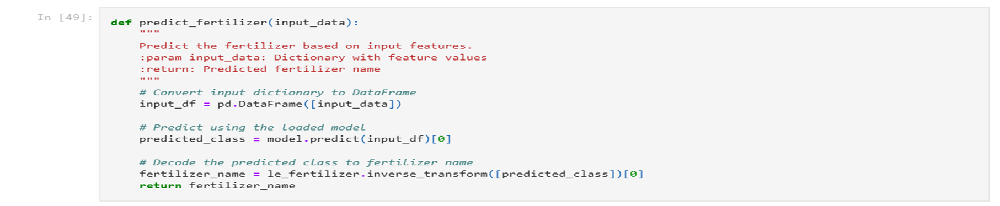 In [49]:
def predict_fertilizer(input_data):
    """
    Predict the fertilizer based on input features.
    :param input_data: Dictionary with feature values
    :return: Predicted fertilizer name
    """
    # Convert input dictionary to DataFrame
    input_df = pd.DataFrame([input_data])

    # Predict using the loaded model
    predicted_class = model.predict(input_df)[0]

    # Decode the predicted class to fertilizer name
    fertilizer_name = le_fertilizer.inverse_transform([predicted_class])[0]
    return fertilizer_name